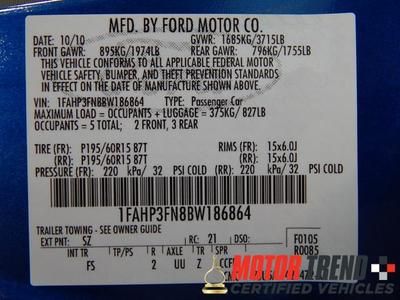 MFD. BY FORD MOTOR CO.
DATE: 10/10 GVWR: 1685KG/3715LB
FRONT GAWR: 895KG/1974LB REAR GAWR: 796KG/1755LB
THIS VEHICLE CONFORMS TO ALL APPLICABLE FEDERAL MOTOR
VEHICLE SAFETY, BUMPER, AND THEFT PREVENTION STANDARDS
IN EFFECT ON THE DATE OF MANUFACTURE SHOWN ABOVE.
VIN: 1FAHP3FN8BW186864 TYPE: Passenger Car
MAXIMUM LOAD = OCCUPANTS + LUGGAGE = 375KG/ 827LB
OCCUPANTS = 5 TOTAL; 2 FRONT, 3 REAR
TIRE (FF): P195/60R15 87T RIMS (FF): 15x6.0J
(RR): P195/60R15 87T (RR): 15x6.0J
PRESSURE (FF): 220 kPa/ 32 PSI COLD (RR): 220 kPa/ 32 PSI COLD
1FAHP3FN8BW186864
TRAILER TOWING - SEE OWNER GUIDE
EXT PNT: SZ RC: 21 DSO: F0105
R0085
INT TR TP/PS R AXLE TR SPR
FS 2 UU
MOTOR TREND
CERTIFIED VEHICLES